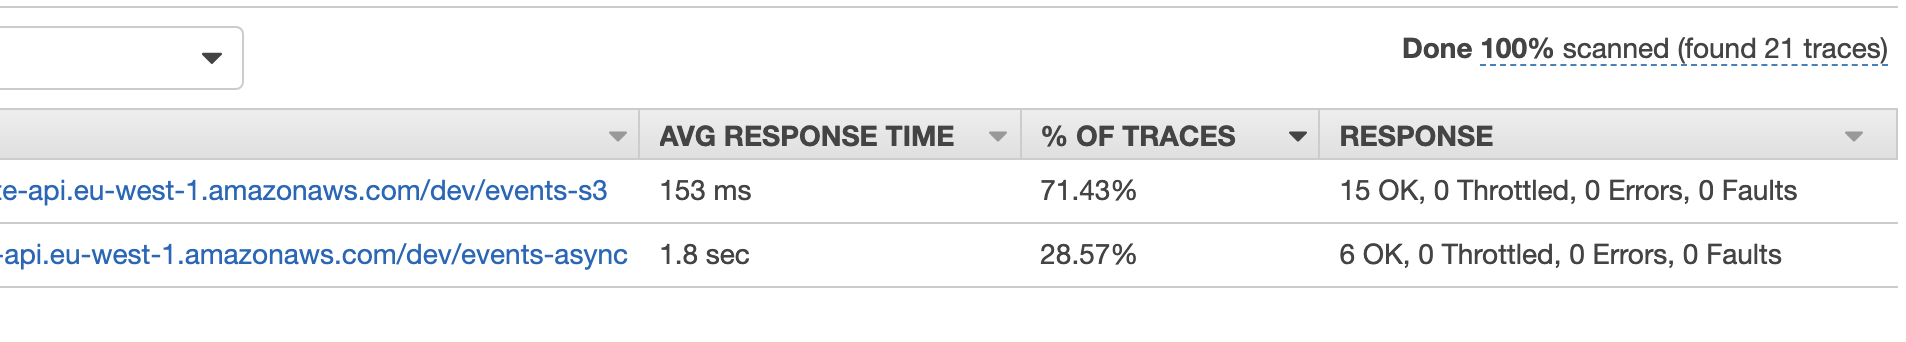 Done 100% scanned (found 21 traces)
AVG RESPONSE TIME % OF TRACES RESPONSE
e-api.eu-west-1.amazonaws.com/dev/events-s3 153 ms 71.43% 15 OK, 0 Throttled, 0 Errors, 0 Faults
-api.eu-west-1.amazonaws.com/dev/events-async 1.8 sec 28.57% 6 OK, 0 Throttled, 0 Errors, 0 Faults